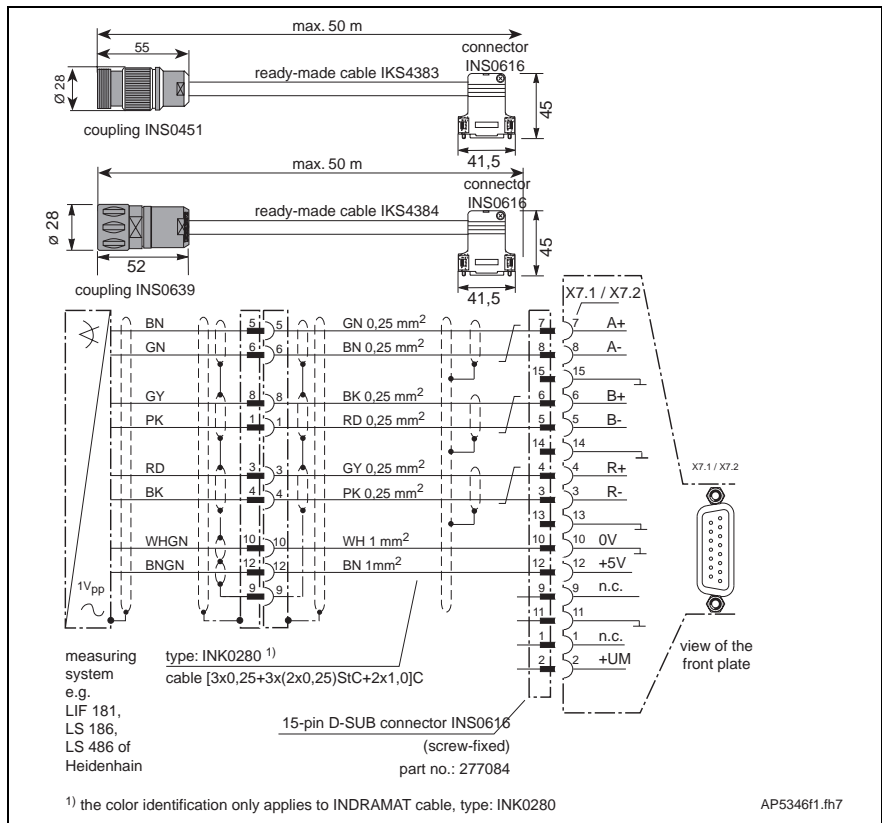 max. 50 m
55
connector
INS0616
ready-made cable IKS4383
Ø 28
45
coupling INS0451
41,5
max. 50 m
connector
INS0616
ready-made cable IKS4384
ø 28
45
52
coupling INS0639
41,5
X7.1 / X7.2
BN 5 5 GN 0,25 mm² 7 7 A+
GN 6 6 BN 0,25 mm² 8 8 A-
15 15
GY 8 8 BK 0,25 mm² 6 6 B+
PK 1 1 RD 0,25 mm² 5 5 B-
14 14
RD 3 3 GY 0,25 mm² 4 4 R+
X7.1 / X7.2
BK 4 4 PK 0,25 mm² 3 3 R-
13 13
WHGN 10 10 WH 1 mm² 10 10 0V
BNGN 12 12 BN 1mm² 12 12 +5V
1Vpp
9 9 9 9 n.c.
11 11
1 1 n.c.
2 2 +UM
view of the
front plate
measuring
system
e.g.
LIF 181,
LS 186,
LS 486 of
Heidenhain
type: INK0280 1)
cable [3x0,25+3x(2x0,25)StC+2x1,0]C
15-pin D-SUB connector INS0616
(screw-fixed)
part no.: 277084
1) the color identification only applies to INDRAMAT cable, type: INK0280
AP5346f1.fh7